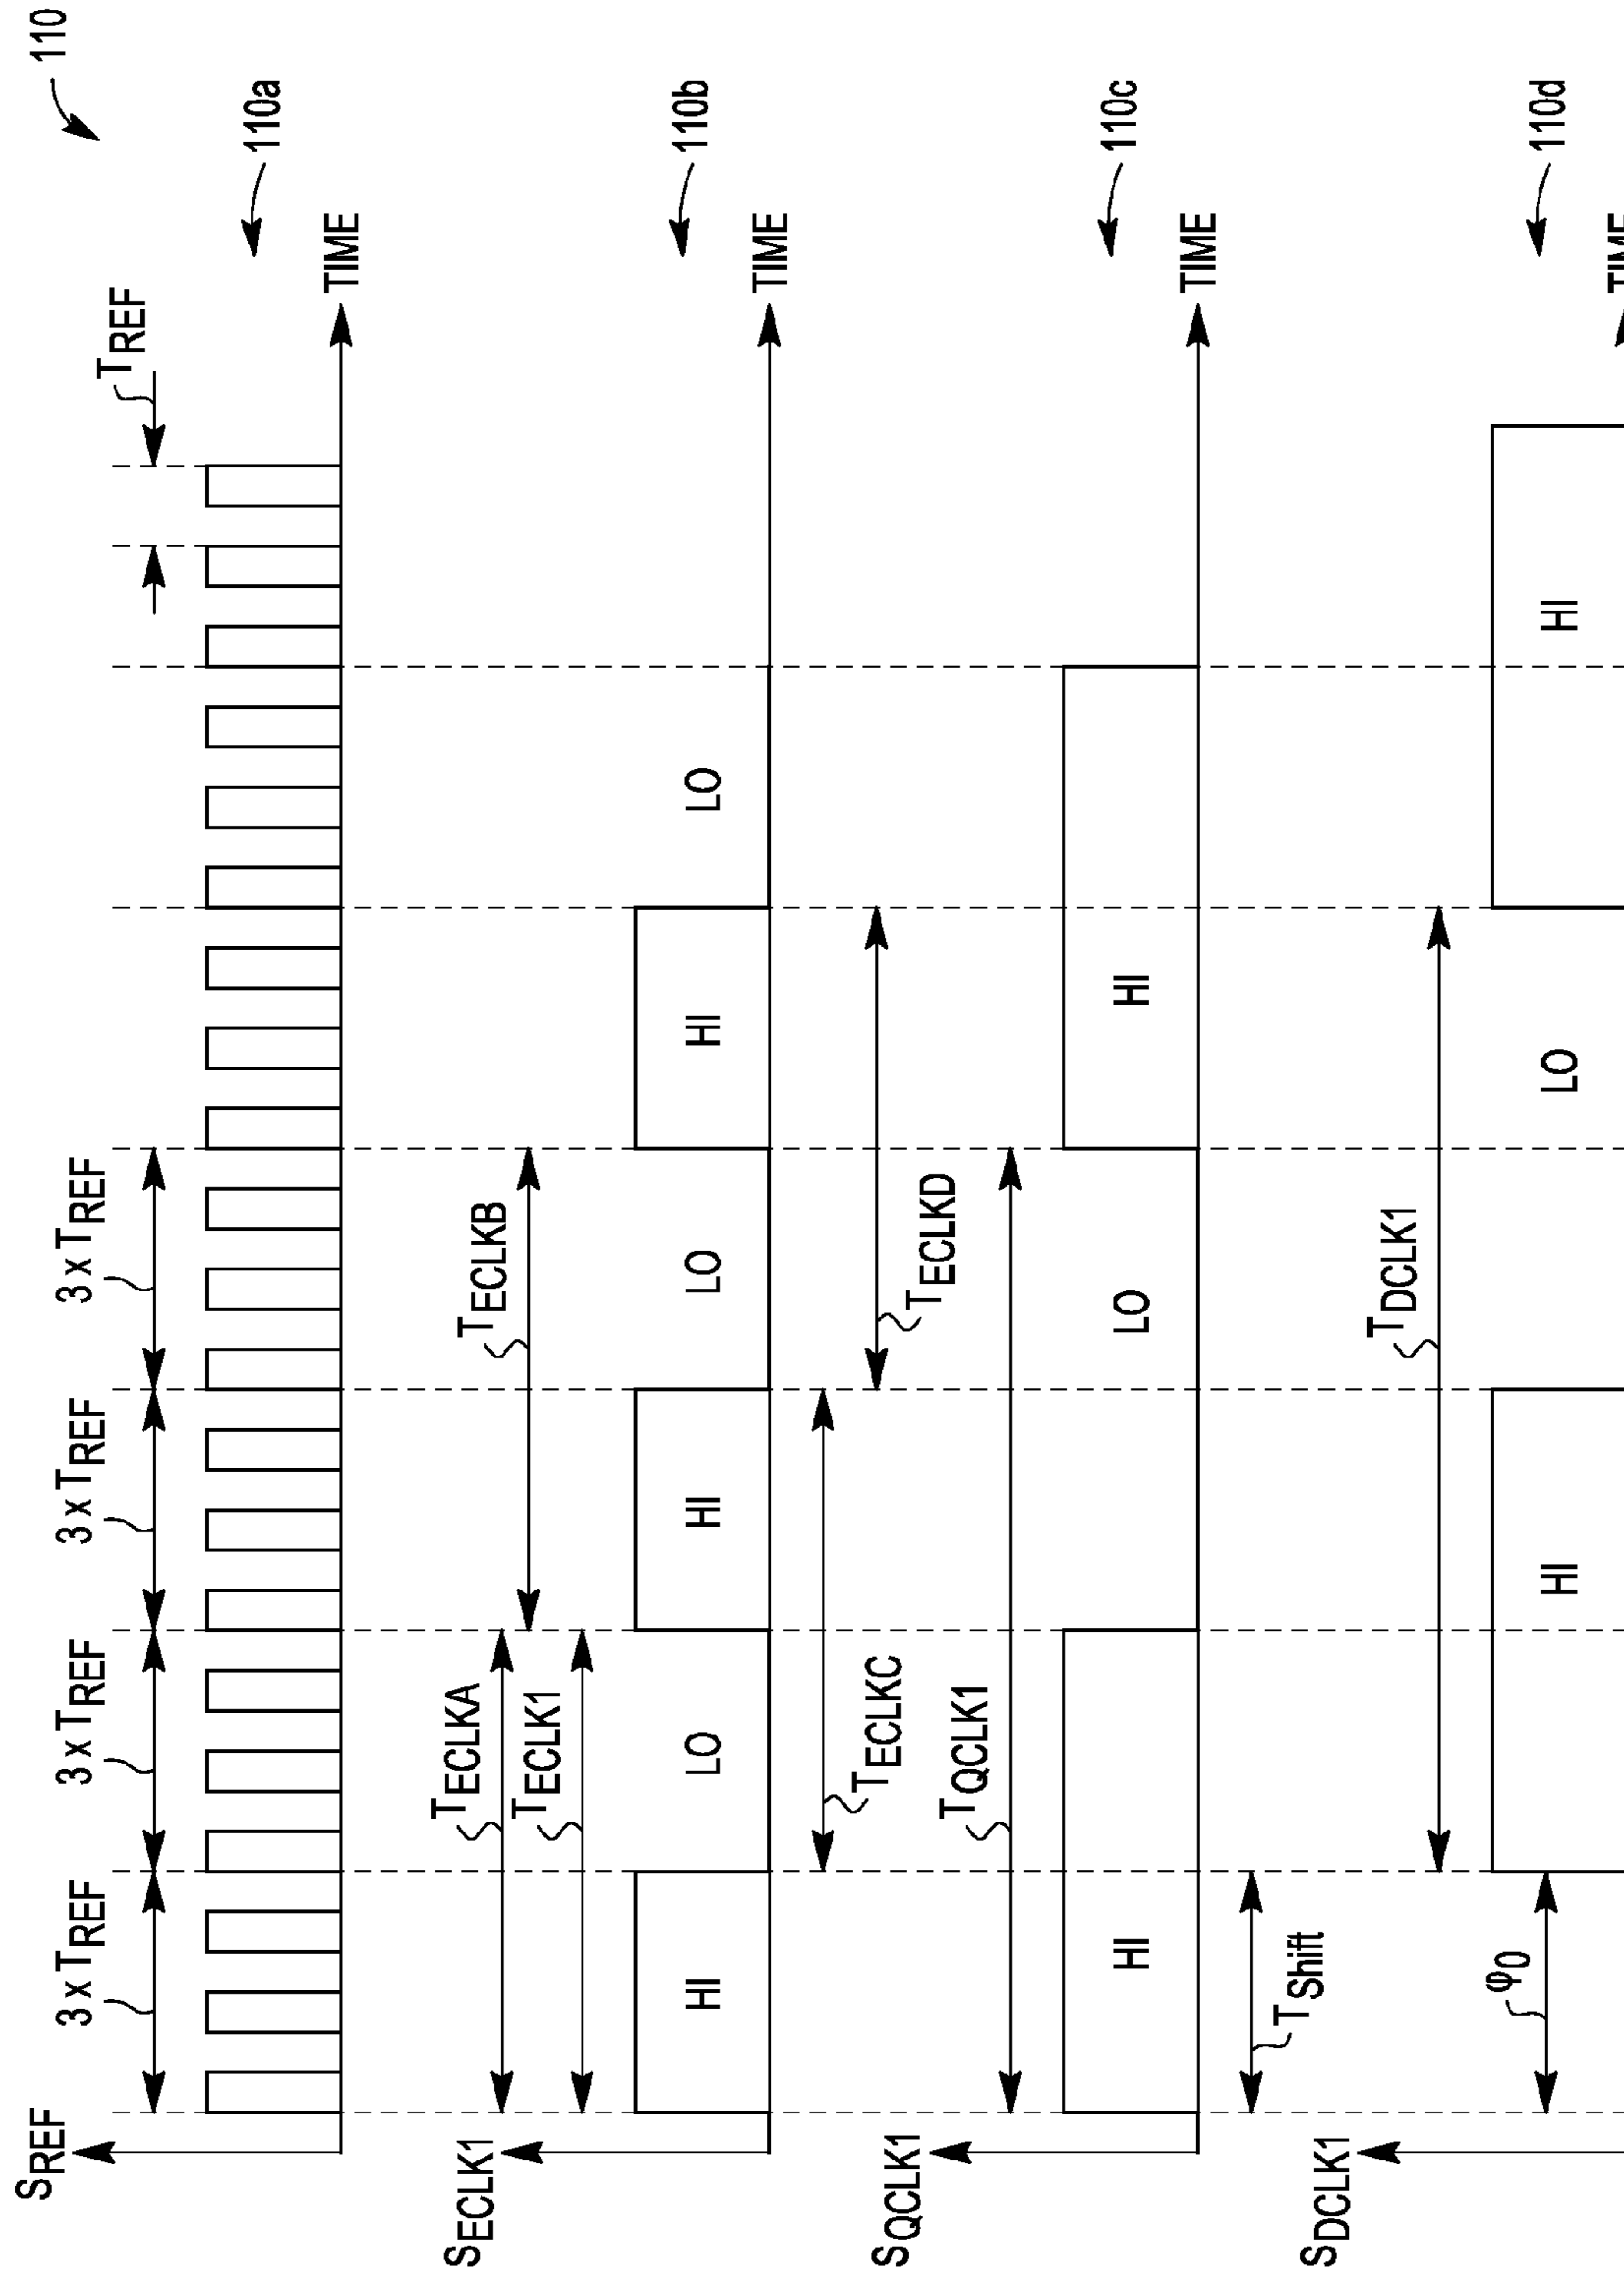 110
S_REF
3 x T_REF
3 x T_REF
3 x T_REF
3 x T_REF
T_REF
110a
TIME
S_ECLK1
T_ECLKA
T_ECLKB
T_ECLK1
HI
LO
HI
LO
HI
LO
110b
TIME
T_ECLKC
T_ECLKD
S_QCLK1
T_QCLK1
HI
LO
HI
110c
TIME
T_Shift
S_DCLK1
T_DCLK1
φ0
HI
LO
HI
110d
TIME